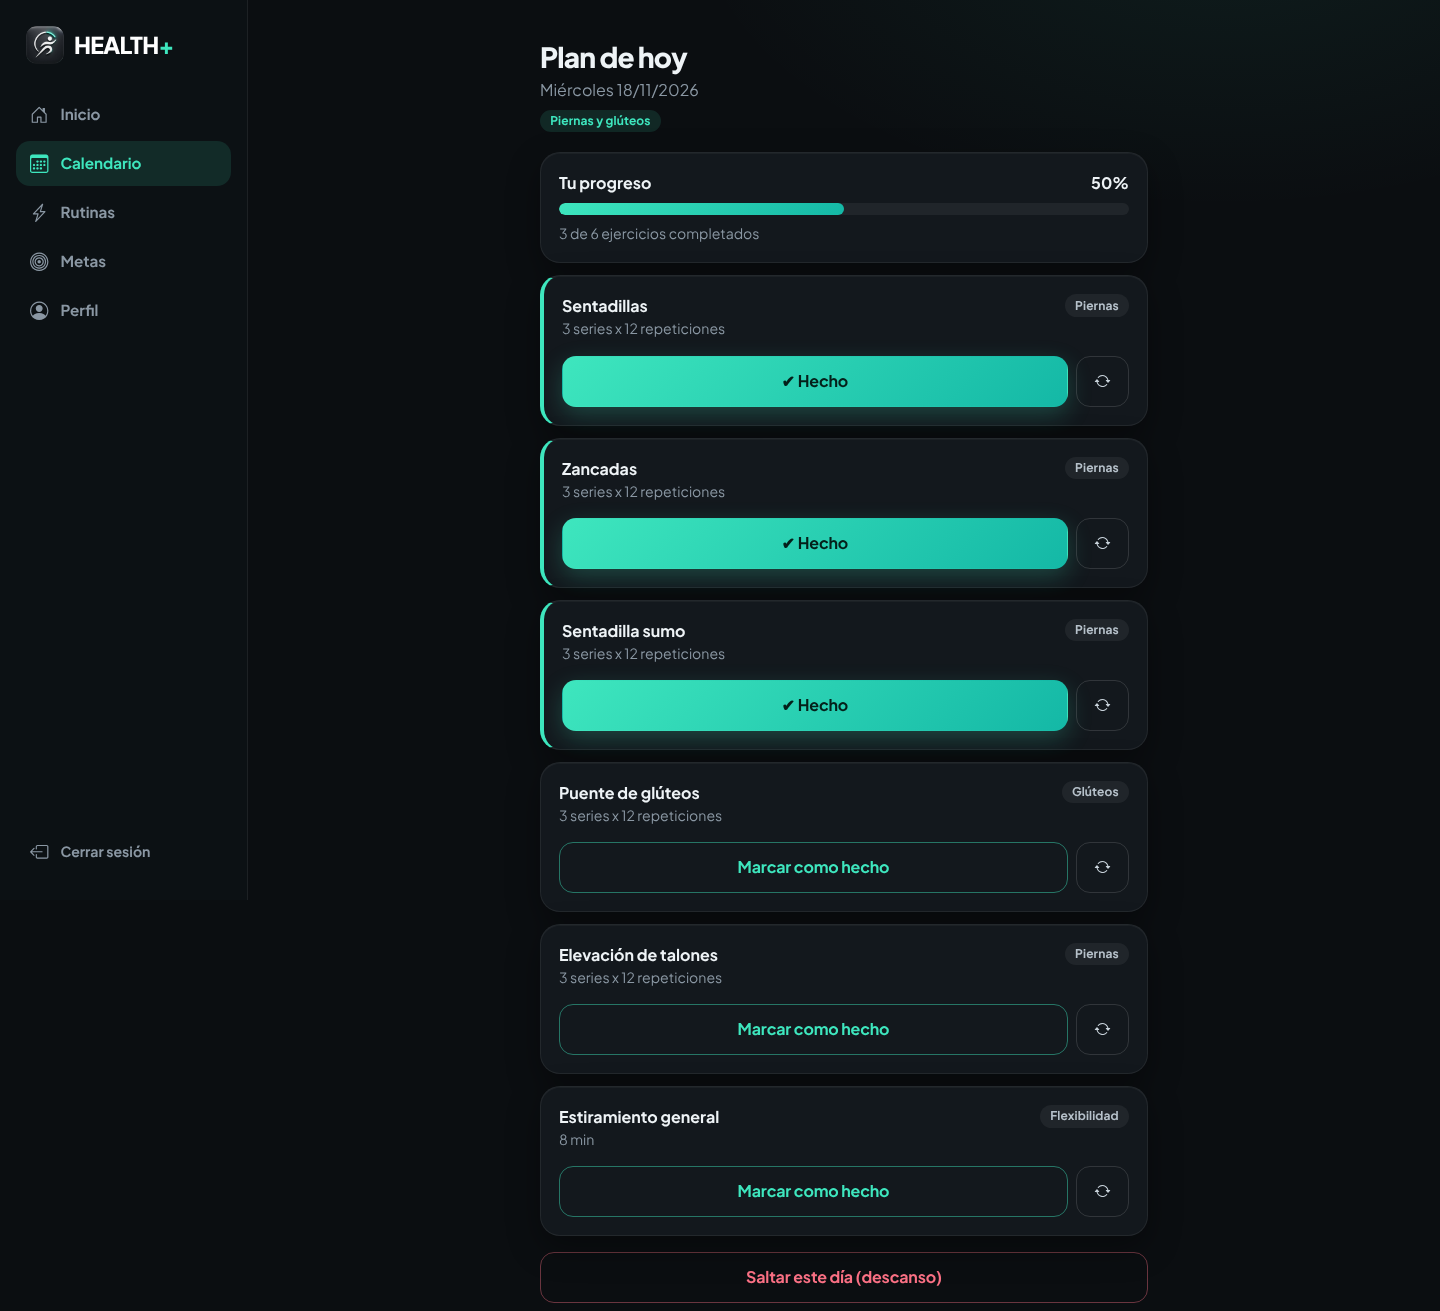 HEALTH+
Inicio
Calendario
Rutinas
Metas
Perfil
Cerrar sesión
Plan de hoy
Miércoles 18/11/2026
Piernas y glúteos
Tu progreso 50%
3 de 6 ejercicios completados
Sentadillas Piernas
3 series x 12 repeticiones
✔ Hecho
Zancadas Piernas
3 series x 12 repeticiones
✔ Hecho
Sentadilla sumo Piernas
3 series x 12 repeticiones
✔ Hecho
Puente de glúteos Glúteos
3 series x 12 repeticiones
Marcar como hecho
Elevación de talones Piernas
3 series x 12 repeticiones
Marcar como hecho
Estiramiento general Flexibilidad
8 min
Marcar como hecho
Saltar este día (descanso)